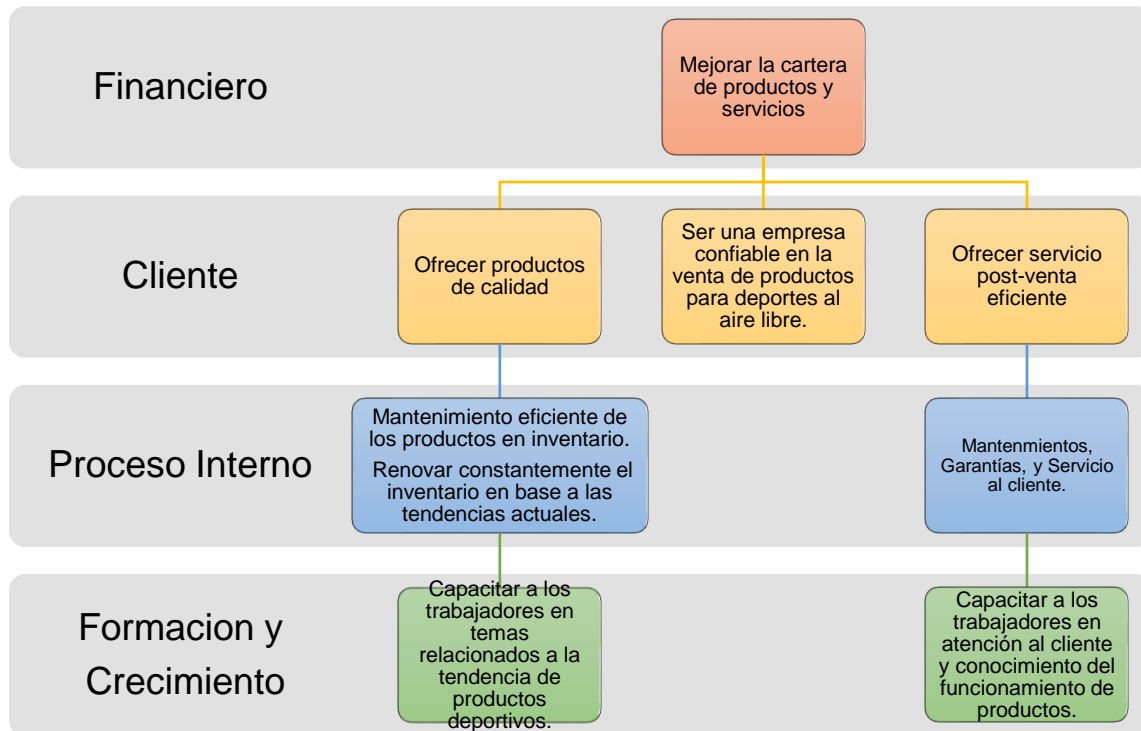 Financiero
Mejorar la cartera
de productos y
servicios
Cliente
Ofrecer productos
de calidad
Ser una empresa
confiable en la
venta de productos
para deportes al
aire libre.
Ofrecer servicio
post-venta
eficiente
Proceso Interno
Mantenimiento eficiente de
los productos en inventario.
Renovar constantemente el
inventario en base a las
tendencias actuales.
Mantenmientos,
Garantías, y Servicio
al cliente.
Formacion y
Crecimiento
Capacitar a los
trabajadores en
temas
relacionados a la
tendencia de
productos
deportivos.
Capacitar a los
trabajadores en
atención al cliente
y conocimiento del
funcionamiento de
productos.